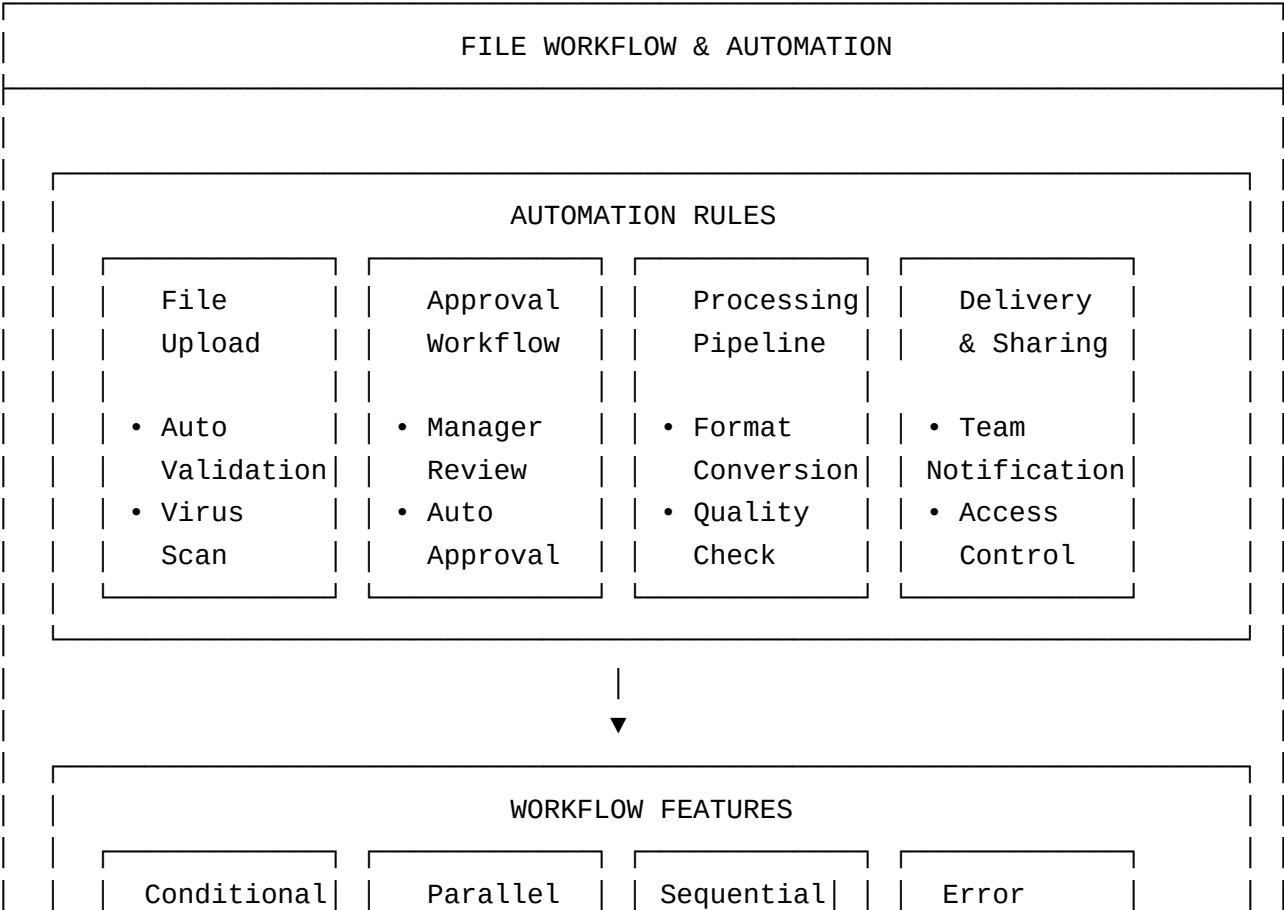 FILE WORKFLOW & AUTOMATION
AUTOMATION RULES
File Approval Processing Delivery
Upload Workflow Pipeline & Sharing
• Auto • Manager • Format • Team
Validation Review Conversion Notification
• Virus • Auto • Quality • Access
Scan Approval Check Control
▼
WORKFLOW FEATURES
Conditional Parallel Sequential Error